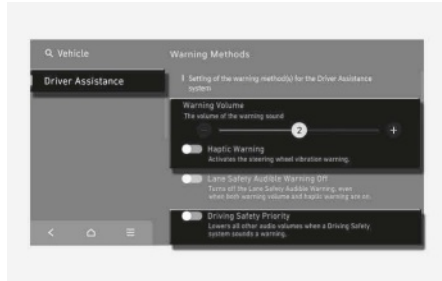 Vehicle
Warning Methods
Driver Assistance
Setting of the warning method(s) for the Driver Assistance
system
Warning Volume
The volume of the warning sound
2
Haptic Warning
Activates the steering wheel vibration warning.
Lane Safety Audible Warning Off
Turns off the Lane Safety Audible Warning, even
when both warning volume and haptic warning are on.
Driving Safety Priority
Lowers all other audio volumes when a Driving Safety
system sounds a warning.